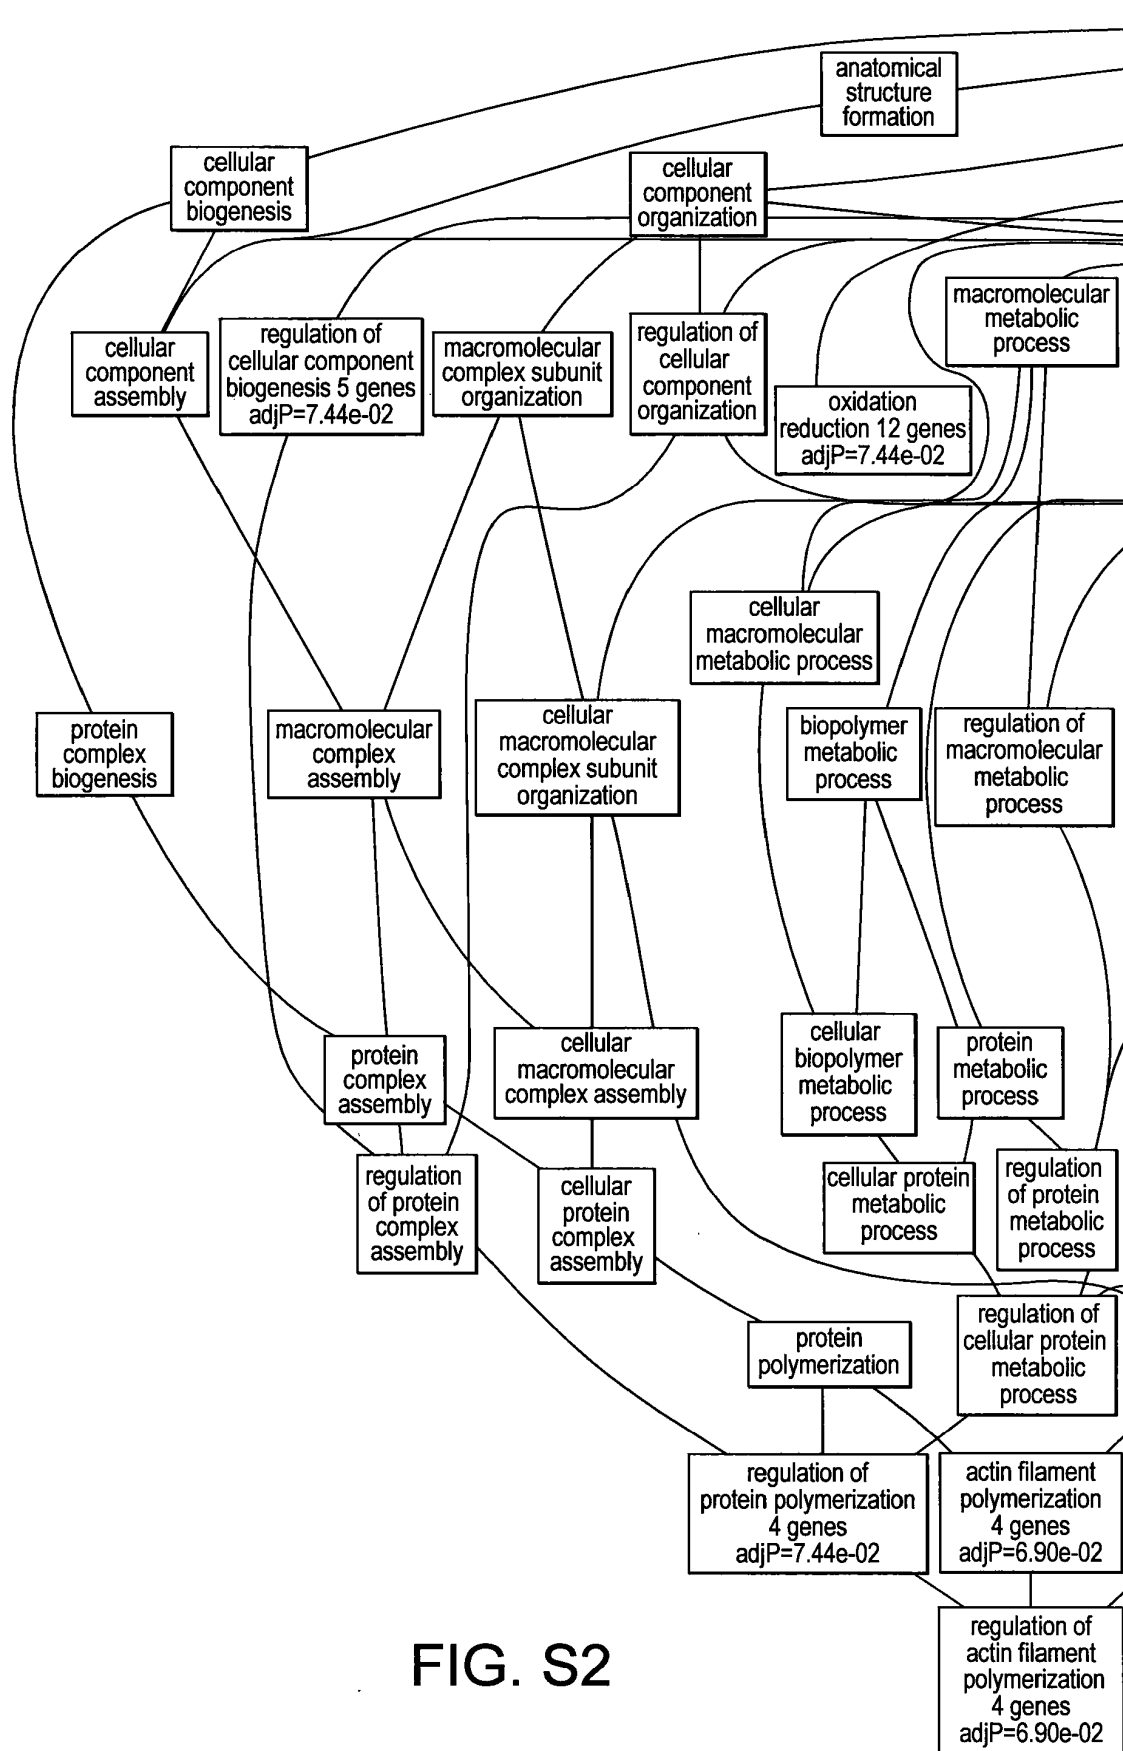 anatomical
structure
formation
cellular
component
biogenesis
cellular
component
organization
macromolecular
metabolic
process
cellular
component
assembly
regulation of
cellular component
biogenesis 5 genes
adjP=7.44e-02
macromolecular
complex subunit
organization
regulation of
cellular
component
organization
oxidation
reduction 12 genes
adjP=7.44e-02
cellular
macromolecular
metabolic process
protein
complex
biogenesis
macromolecular
complex
assembly
cellular
macromolecular
complex subunit
organization
biopolymer
metabolic
process
regulation of
macromolecular
metabolic
process
protein
complex
assembly
cellular
macromolecular
complex assembly
cellular
biopolymer
metabolic
process
protein
metabolic
process
regulation
of protein
complex
assembly
cellular
protein
complex
assembly
cellular protein
metabolic
process
regulation
of protein
metabolic
process
protein
polymerization
regulation of
cellular protein
metabolic
process
regulation of
protein polymerization
4 genes
adjP=7.44e-02
actin filament
polymerization
4 genes
adjP=6.90e-02
regulation of
actin filament
polymerization
4 genes
adjP=6.90e-02
FIG. S2